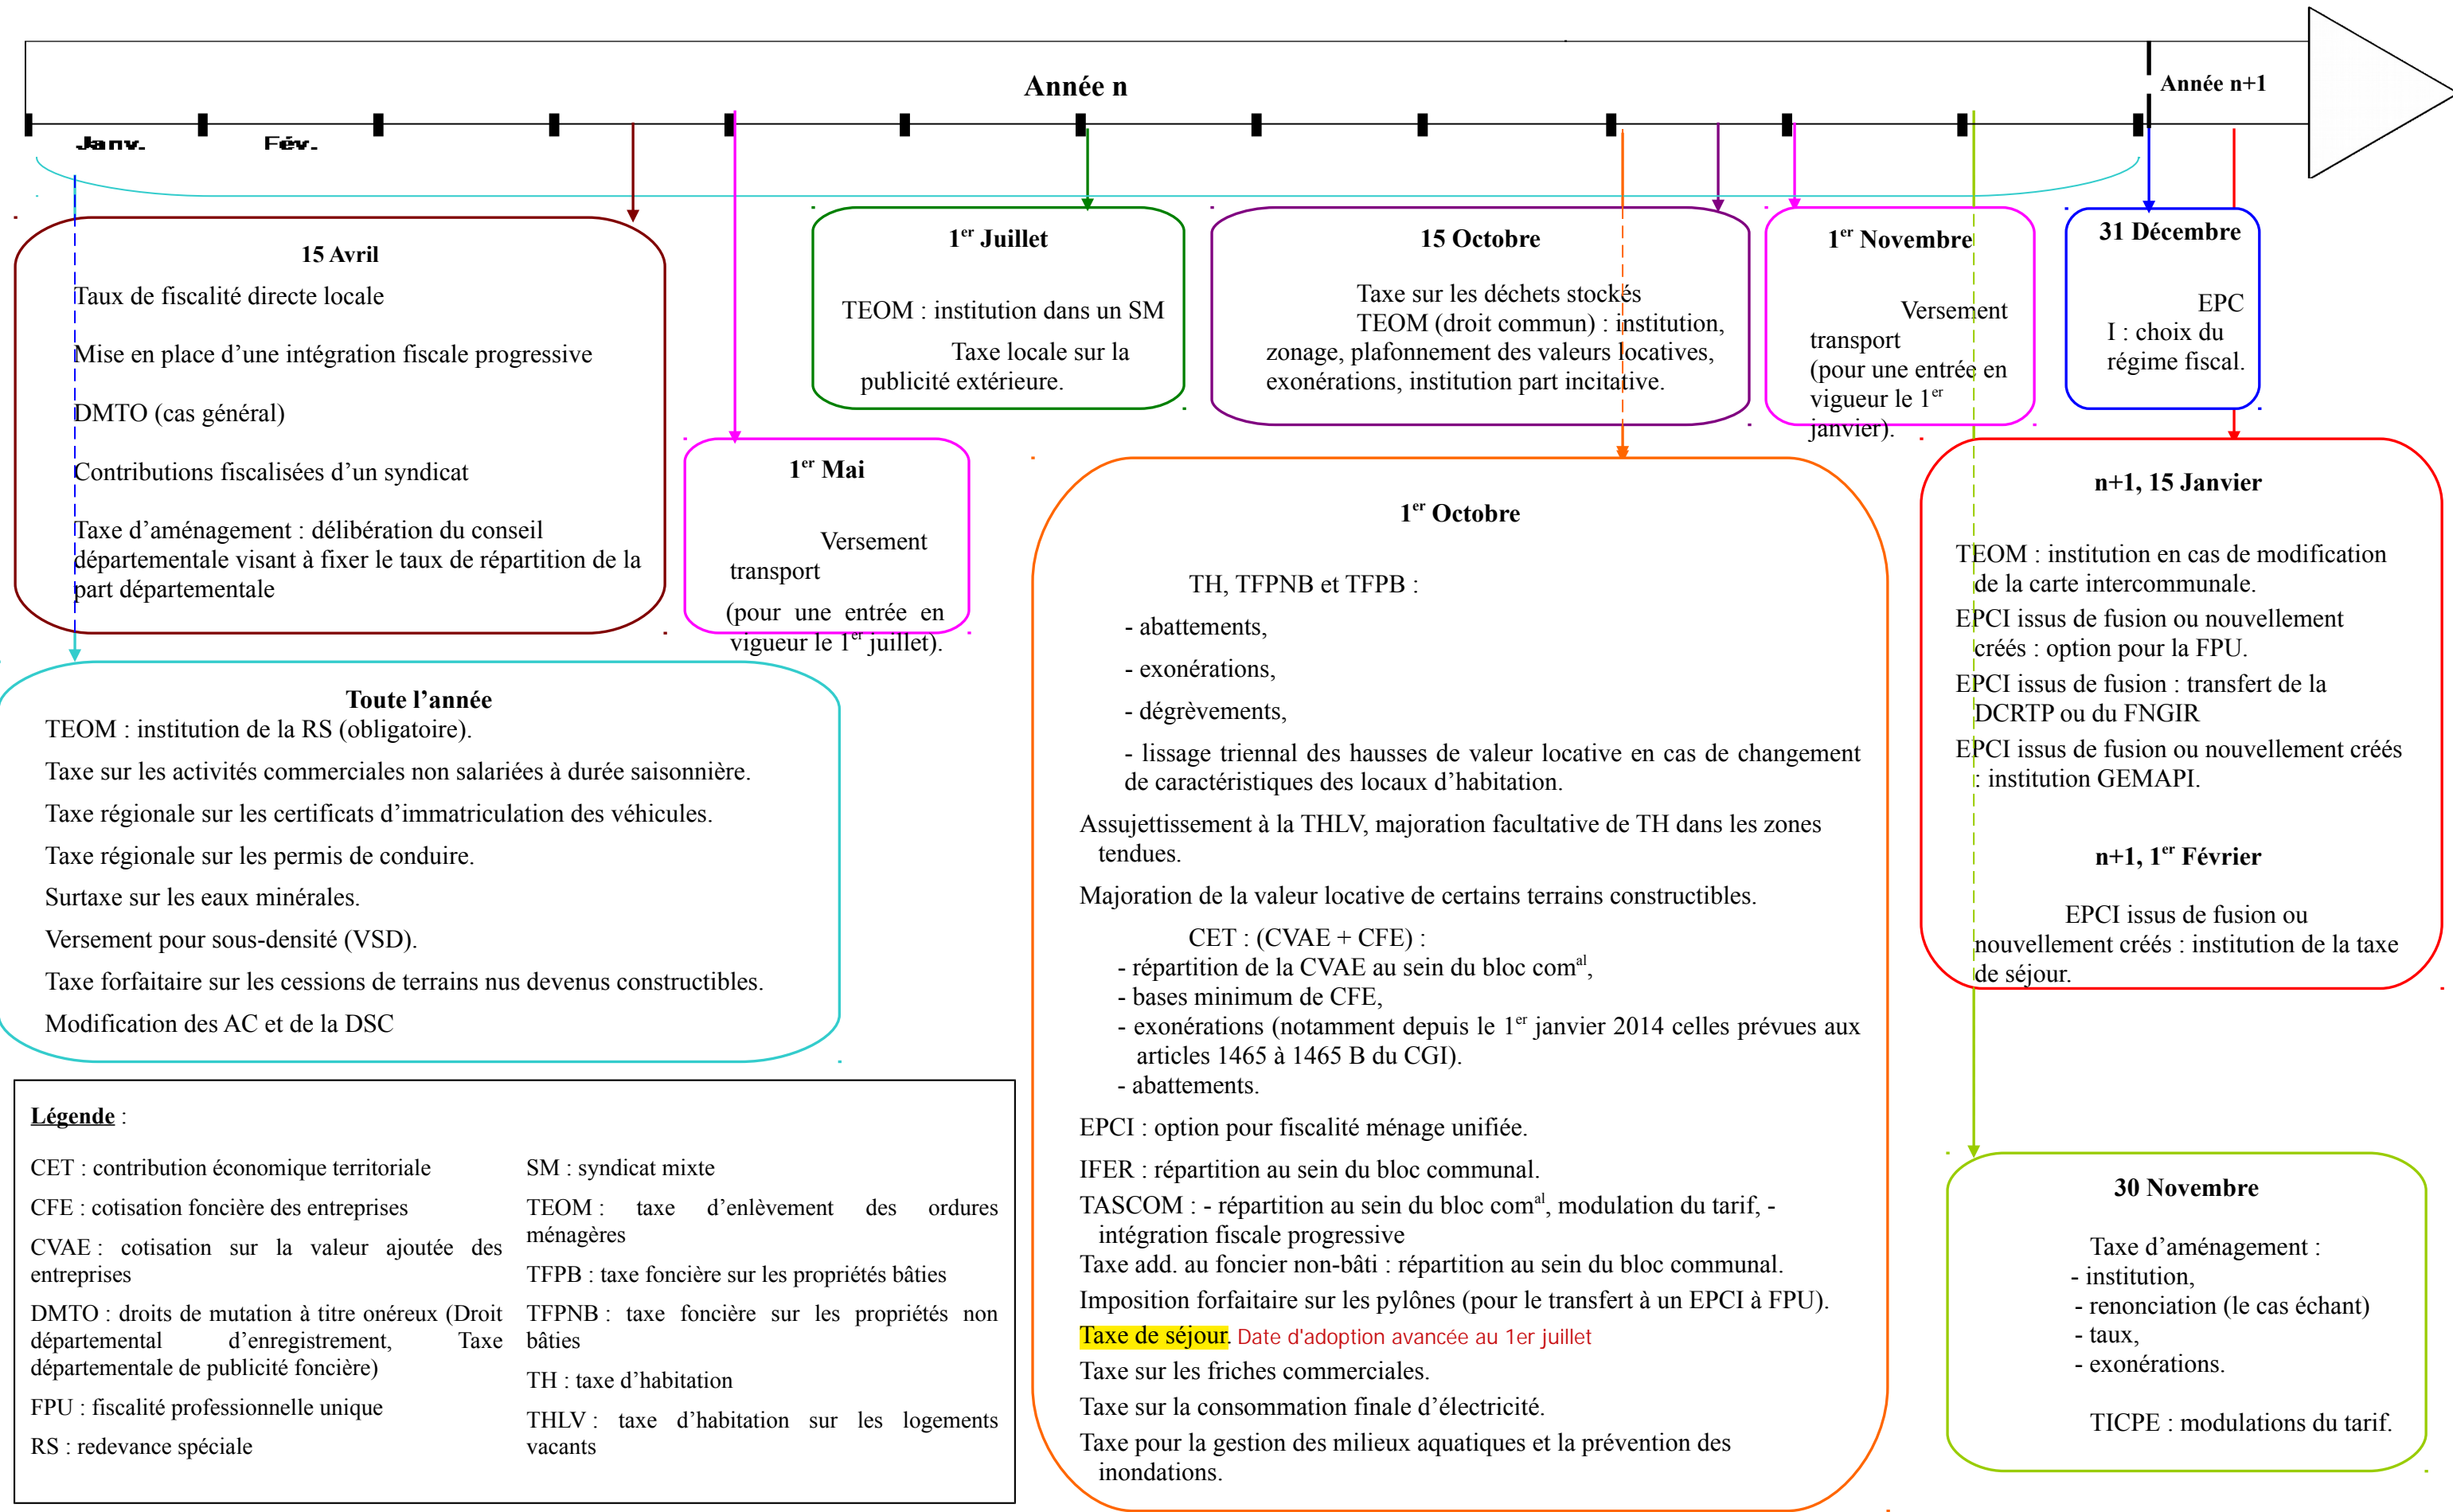 Année n
Année n+1
Janv.
Fév.
15 Avril
Taux de fiscalité directe locale
Mise en place d’une intégration fiscale progressive
DMTO (cas général)
Contributions fiscalisées d’un syndicat
Taxe d’aménagement : délibération du conseil
départementale visant à fixer le taux de répartition de la
part départementale
1er Mai
Versement
transport
(pour une entrée en
vigueur le 1er juillet).
1er Juillet
TEOM : institution dans un SM
Taxe locale sur la
publicité extérieure.
15 Octobre
Taxe sur les déchets stockés
TEOM (droit commun) : institution,
zonage, plafonnement des valeurs locatives,
exonérations, institution part incitative.
1er Novembre
Versement
transport
(pour une entrée en
vigueur le 1er
janvier).
31 Décembre
EPC
I : choix du
régime fiscal.
Toute l’année
TEOM : institution de la RS (obligatoire).
Taxe sur les activités commerciales non salariées à durée saisonnière.
Taxe régionale sur les certificats d’immatriculation des véhicules.
Taxe régionale sur les permis de conduire.
Surtaxe sur les eaux minérales.
Versement pour sous-densité (VSD).
Taxe forfaitaire sur les cessions de terrains nus devenus constructibles.
Modification des AC et de la DSC
1er Octobre
TH, TFPNB et TFPB :
- abattements,
- exonérations,
- dégrèvements,
- lissage triennal des hausses de valeur locative en cas de changement
de caractéristiques des locaux d’habitation.
Assujettissement à la THLV, majoration facultative de TH dans les zones
tendues.
Majoration de la valeur locative de certains terrains constructibles.
CET : (CVAE + CFE) :
- répartition de la CVAE au sein du bloc comal,
- bases minimum de CFE,
- exonérations (notamment depuis le 1er janvier 2014 celles prévues aux
articles 1465 à 1465 B du CGI).
- abattements.
EPCI : option pour fiscalité ménage unifiée.
IFER : répartition au sein du bloc communal.
TASCOM : - répartition au sein du bloc comal, modulation du tarif, -
intégration fiscale progressive
Taxe add. au foncier non-bâti : répartition au sein du bloc communal.
Imposition forfaitaire sur les pylônes (pour le transfert à un EPCI à FPU).
Taxe de séjour. Date d'adoption avancée au 1er juillet
Taxe sur les friches commerciales.
Taxe sur la consommation finale d’électricité.
Taxe pour la gestion des milieux aquatiques et la prévention des
inondations.
n+1, 15 Janvier
TEOM : institution en cas de modification
de la carte intercommunale.
EPCI issus de fusion ou nouvellement
créés : option pour la FPU.
EPCI issus de fusion : transfert de la
DCRTP ou du FNGIR
EPCI issus de fusion ou nouvellement créés
: institution GEMAPI.
n+1, 1er Février
EPCI issus de fusion ou
nouvellement créés : institution de la taxe
de séjour.
30 Novembre
Taxe d’aménagement :
- institution,
- renonciation (le cas échant)
- taux,
- exonérations.
TICPE : modulations du tarif.
Légende :
CET : contribution économique territoriale
CFE : cotisation foncière des entreprises
CVAE : cotisation sur la valeur ajoutée des
entreprises
DMTO : droits de mutation à titre onéreux (Droit
départemental d’enregistrement, Taxe
départementale de publicité foncière)
FPU : fiscalité professionnelle unique
RS : redevance spéciale
SM : syndicat mixte
TEOM : taxe d’enlèvement des ordures
ménagères
TFPB : taxe foncière sur les propriétés bâties
TFPNB : taxe foncière sur les propriétés non
bâties
TH : taxe d’habitation
THLV : taxe d’habitation sur les logements
vacants